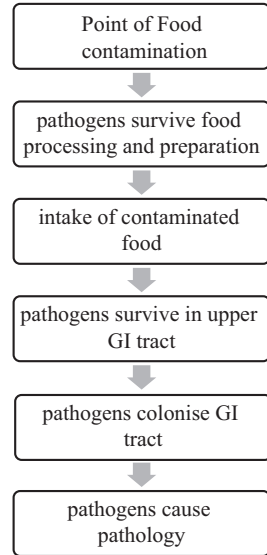 Point of Food
contamination
pathogens survive food
processing and preparation
intake of contaminated
food
pathogens survive in upper
GI tract
pathogens colonise GI
tract
pathogens cause
pathology